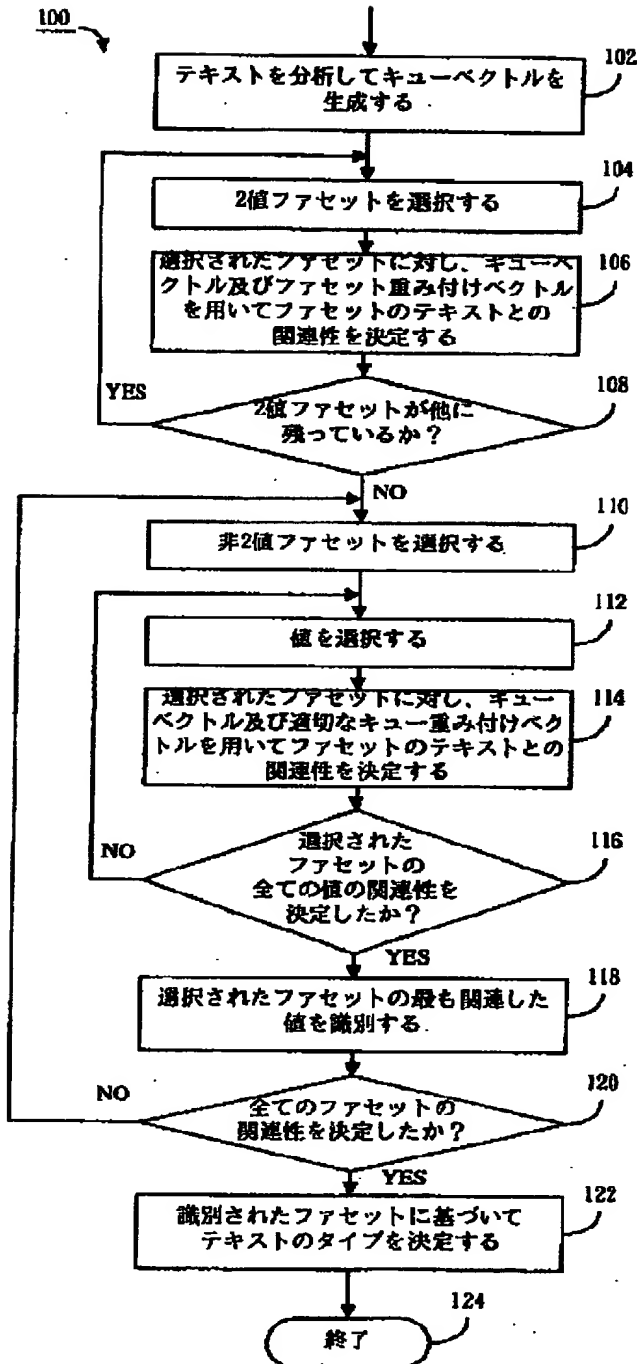 100
テキストを分析してキューベクトルを
生成する
102
2値ファセットを選択する
104
選択されたファセットに対し、キューベ
クトル及びファセット重み付けベクトル
を用いてファセットのテキストとの
関連性を決定する
106
YES
2値ファセットが他に
残っているか?
108
NO
非2値ファセットを選択する
110
値を選択する
112
選択されたファセットに対し、キュー
ベクトル及び適切なキュー重み付けベク
トルを用いてファセットのテキストとの
関連性を決定する
114
NO
選択された
ファセットの
全ての値の関連性を
決定したか?
116
YES
選択されたファセットの最も関連した
値を識別する
118
NO
全てのファセットの
関連性を決定したか?
120
YES
識別されたファセットに基づいて
テキストのタイプを決定する
122
終了
124